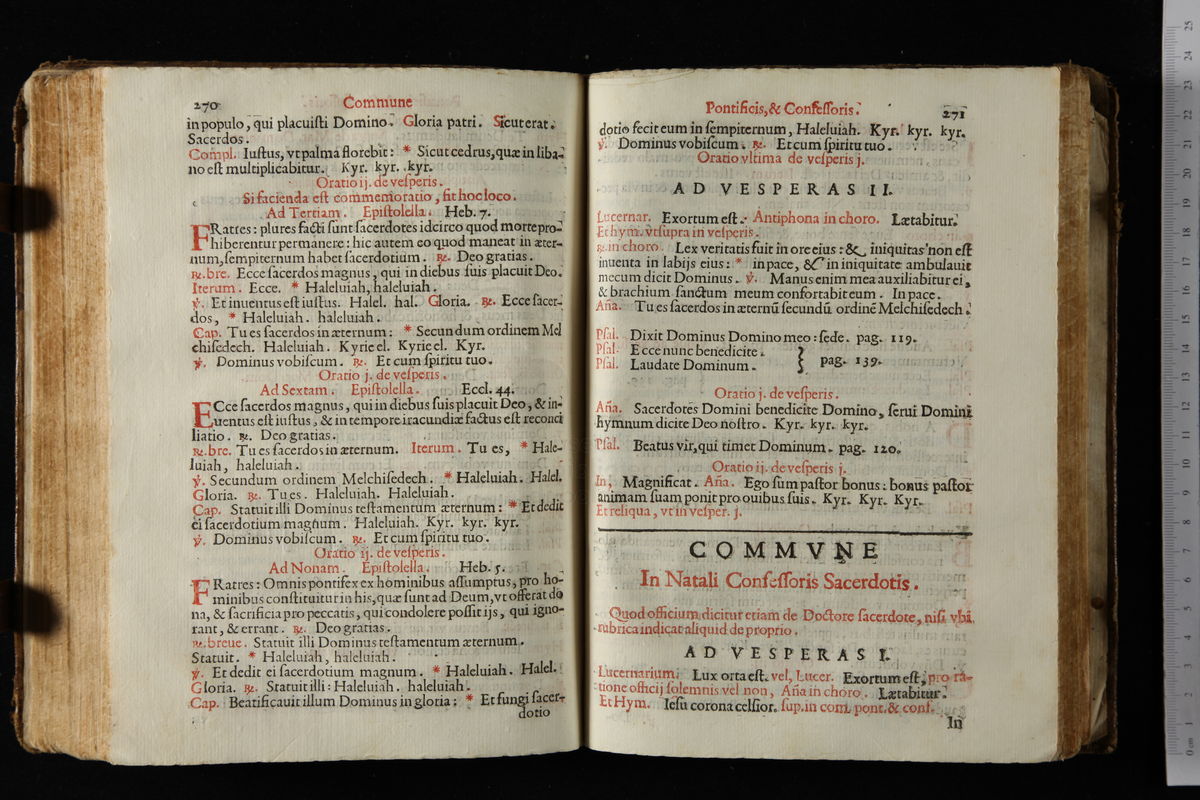 270 Commune
in populo, qui placuisti Domino. Gloria patri. Sicut erat.
Sacerdos.
Compl. Iustus, vt palma florebit: * Sicut cedrus, quæ in liba-
no est multiplicabitur. Kyr. kyr. kyr.
Oratio ij. de vesperis.
Si facienda est commemoratio, fit hoc loco.
Ad Tertiam. Epistolella. Heb. 7.
FRatres: plures facti sunt sacerdotes idcirco quod morte pro-
hiberentur permanere: hic autem eo quod maneat in æter-
num, sempiternum habet sacerdotium. ℞. Deo gratias.
℞. bre. Ecce sacerdos magnus, qui in diebus suis placuit Deo.
Iterum. Ecce. * Haleluiah, haleluiah.
℣. Et inuentus est iustus. Halel. hal. Gloria. ℞. Ecce sacer-
dos, * Haleluiah. haleluiah.
Cap. Tu es sacerdos in æternum: * Secundum ordinem Mel
chisedech. Haleluiah. Kyrie el. Kyrie el. Kyr.
℣. Dominus vobiscum. ℞. Et cum spiritu tuo.
Oratio j. de vesperis.
Ad Sextam. Epistolella. Eccl. 44.
ECce sacerdos magnus, qui in diebus suis placuit Deo, & in-
uentus est iustus, & in tempore iracundiæ factus est reconci
liatio. ℞. Deo gratias.
℞. bre. Tu es sacerdos in æternum. Iterum. Tu es, * Hale-
luiah, haleluiah.
℣. Secundum ordinem Melchisedech. * Haleluiah. Halel.
Gloria. ℞. Tu es. Haleluiah. Haleluiah.
Cap. Statuit illi Dominus testamentum æternum: * Et dedit
ei sacerdotium magnum. Haleluiah. Kyr. kyr. kyr.
℣. Dominus vobiscum. ℞. Et cum spiritu tuo.
Oratio ij. de vesperis.
Ad Nonam. Epistolella. Heb. 5.
FRatres: Omnis pontifex ex hominibus assumptus, pro ho-
minibus constituitur in his, quæ sunt ad Deum, vt offerat do
na, & sacrificia pro peccatis, qui condolere possit ijs, qui igno-
rant, & errant. ℞. Deo gratias.
℞. breue. Statuit illi Dominus testamentum æternum.
Statuit. * Haleluiah, haleluiah.
℣. Et dedit ei sacerdotium magnum. * Haleluiah. Halel.
Gloria. ℞. Statuit illi: Haleluiah. haleluiah.
Cap. Beatificauit illum Dominus in gloria: * Et fungi sacer-
dotio
Pontificis, & Confessoris. 271
dotio fecit eum in sempiternum, Haleluiah. Kyr. kyr. kyr.
℣. Dominus vobiscum. ℞. Et cum spiritu tuo.
Oratio vltima de vesperis j.
AD VESPERAS II.
Lucernar. Exortum est. Antiphona in choro. Lætabitur.
Et hym. vt supra in vesperis.
℞. in choro. Lex veritatis fuit in ore eius: &, iniquitas non est
inuenta in labijs eius: * in pace, & in iniquitate ambulauit
mecum dicit Dominus. ℣. Manus enim mea auxiliabitur ei,
& brachium sanctum meum confortabit eum. In pace.
Aña. Tu es sacerdos in æternũ secundũ ordinẽ Melchisedech.
Psal. Dixit Dominus Domino meo: sede. pag. 119.
Psal. Ecce nunc benedicite.
Psal. Laudate Dominum. } pag. 139.
Oratio j. de vesperis.
Aña. Sacerdotes Domini benedicite Domino, serui Domini
hymnum dicite Deo nostro. Kyr. kyr. kyr.
Psal. Beatus vir, qui timet Dominum. pag. 120.
Oratio ij. de vesperis j.
In, Magnificat. Aña. Ego sum pastor bonus: bonus pastor
animam suam ponit pro ouibus suis. Kyr. Kyr. Kyr.
Et reliqua, vt in vesper. j.
COMMVNE
In Natali Confessoris Sacerdotis.
Quod officium dicitur etiam de Doctore sacerdote, nisi vbi
rubrica indicat aliquid de proprio.
AD VESPERAS I.
Lucernarium. Lux orta est. vel, Lucer. Exortum est, pro ra-
tione officij solemnis vel non, Aña in choro. Lætabitur.
Et Hym. Iesu corona celsior. sup. in com. pont. & conf.
In